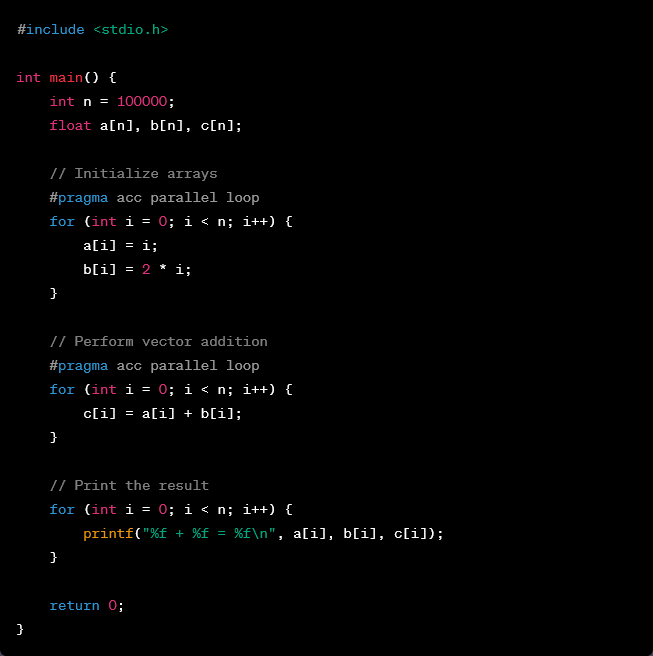 #include <stdio.h>
int main() {
    int n = 100000;
    float a[n], b[n], c[n];
    // Initialize arrays
    #pragma acc parallel loop
    for (int i = 0; i < n; i++) {
        a[i] = i;
        b[i] = 2 * i;
    }
    // Perform vector addition
    #pragma acc parallel loop
    for (int i = 0; i < n; i++) {
        c[i] = a[i] + b[i];
    }
    // Print the result
    for (int i = 0; i < n; i++) {
        printf("%f + %f = %f\n", a[i], b[i], c[i]);
    }
    return 0;
}